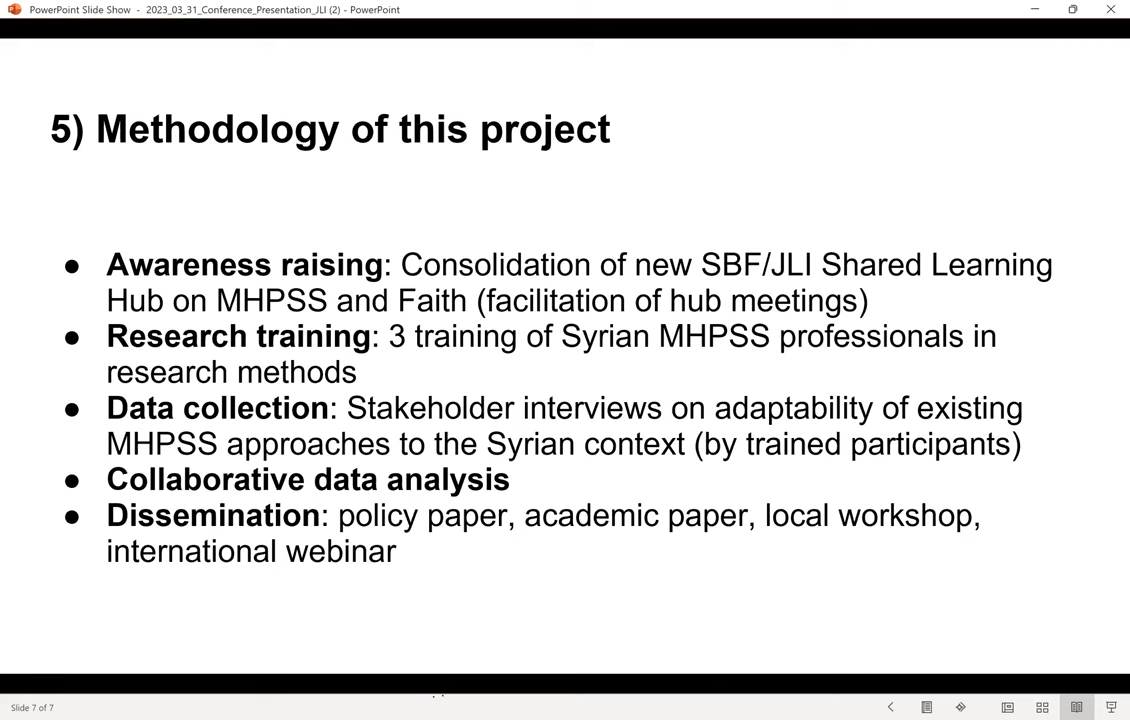 PowerPoint Slide Show - 2023_03_31_Conference_Presentation_JLI (2) - PowerPoint
5) Methodology of this project
● Awareness raising: Consolidation of new SBF/JLI Shared Learning
Hub on MHPSS and Faith (facilitation of hub meetings)
● Research training: 3 training of Syrian MHPSS professionals in
research methods
● Data collection: Stakeholder interviews on adaptability of existing
MHPSS approaches to the Syrian context (by trained participants)
● Collaborative data analysis
● Dissemination: policy paper, academic paper, local workshop,
international webinar
Slide 7 of 7